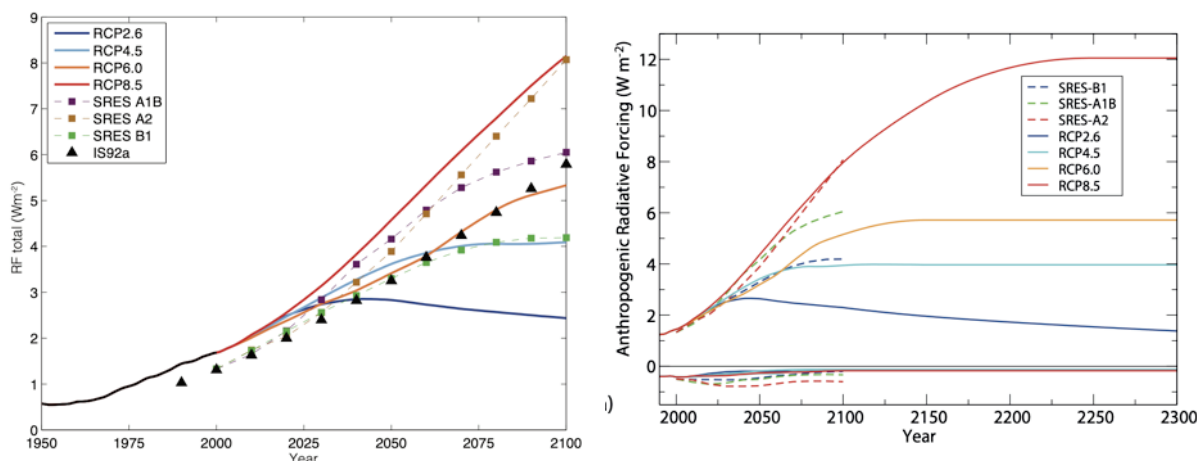 9
8
7
6
5
4
3
2
1
0
RF total (Wm-2)
RCP2.6
RCP4.5
RCP6.0
RCP8.5
SRES A1B
SRES A2
SRES B1
IS92a
1950 1975 2000 2025 2050 2075 2100
Year
12
10
8
6
4
2
0
Anthropogenic Radiative Forcing (W m-2)
SRES-B1
SRES-A1B
SRES-A2
RCP2.6
RCP4.5
RCP6.0
RCP8.5
2000 2050 2100 2150 2200 2250 2300
Year
)